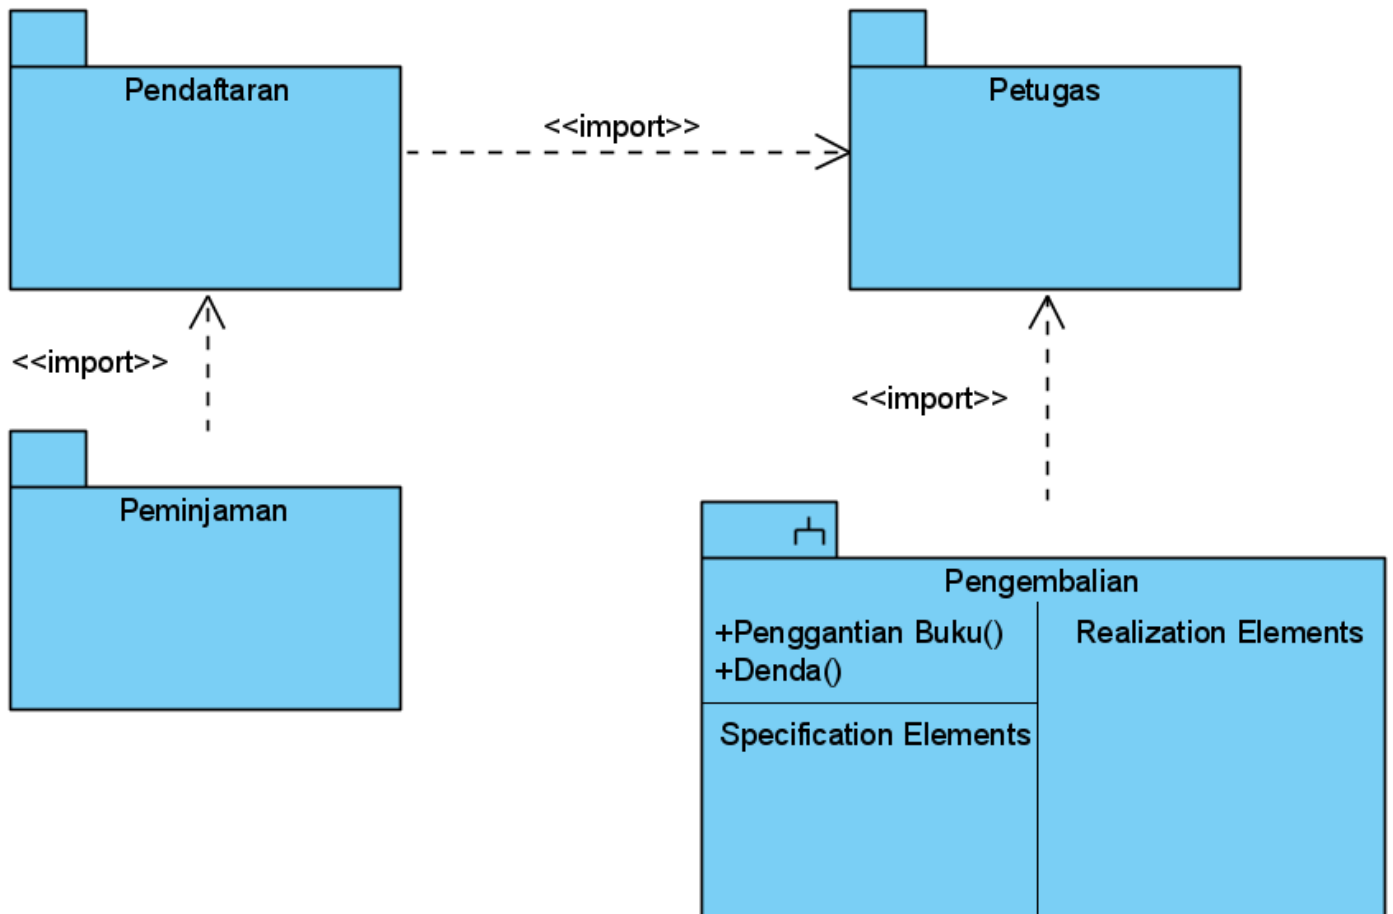 Pendaftaran
<<import>>
Petugas
<<import>>
<<import>>
Peminjaman
Pengembalian
+Penggantian Buku()
+Denda()
Realization Elements
Specification Elements